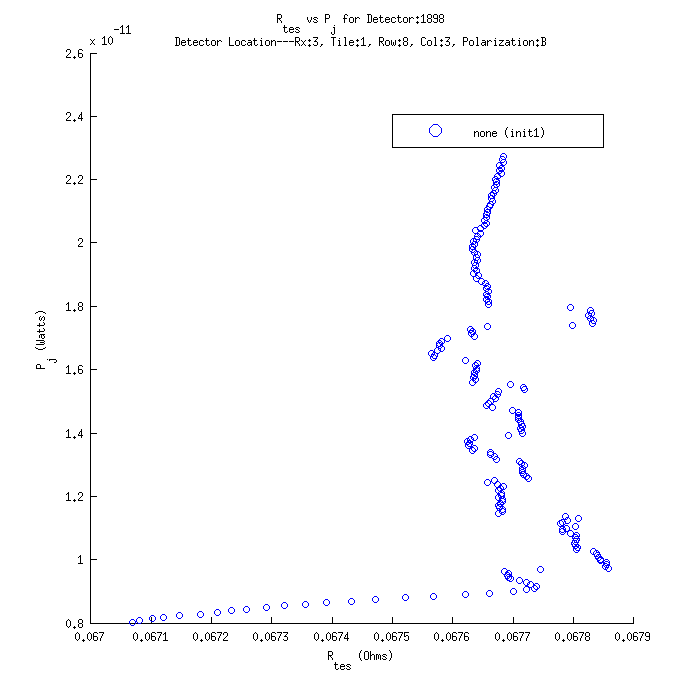 R_tes vs P_j for Detector:1898
Detector Location---Rx:3, Tile:1, Row:8, Col:3, Polarization:B
x 10^-11
2.6
2.4
none (init1)
2.2
2
1.8
1.6
1.4
1.2
1
0.8
P_j (Watts)
0.067 0.0671 0.0672 0.0673 0.0674 0.0675 0.0676 0.0677 0.0678 0.0679
R_tes (Ohms)